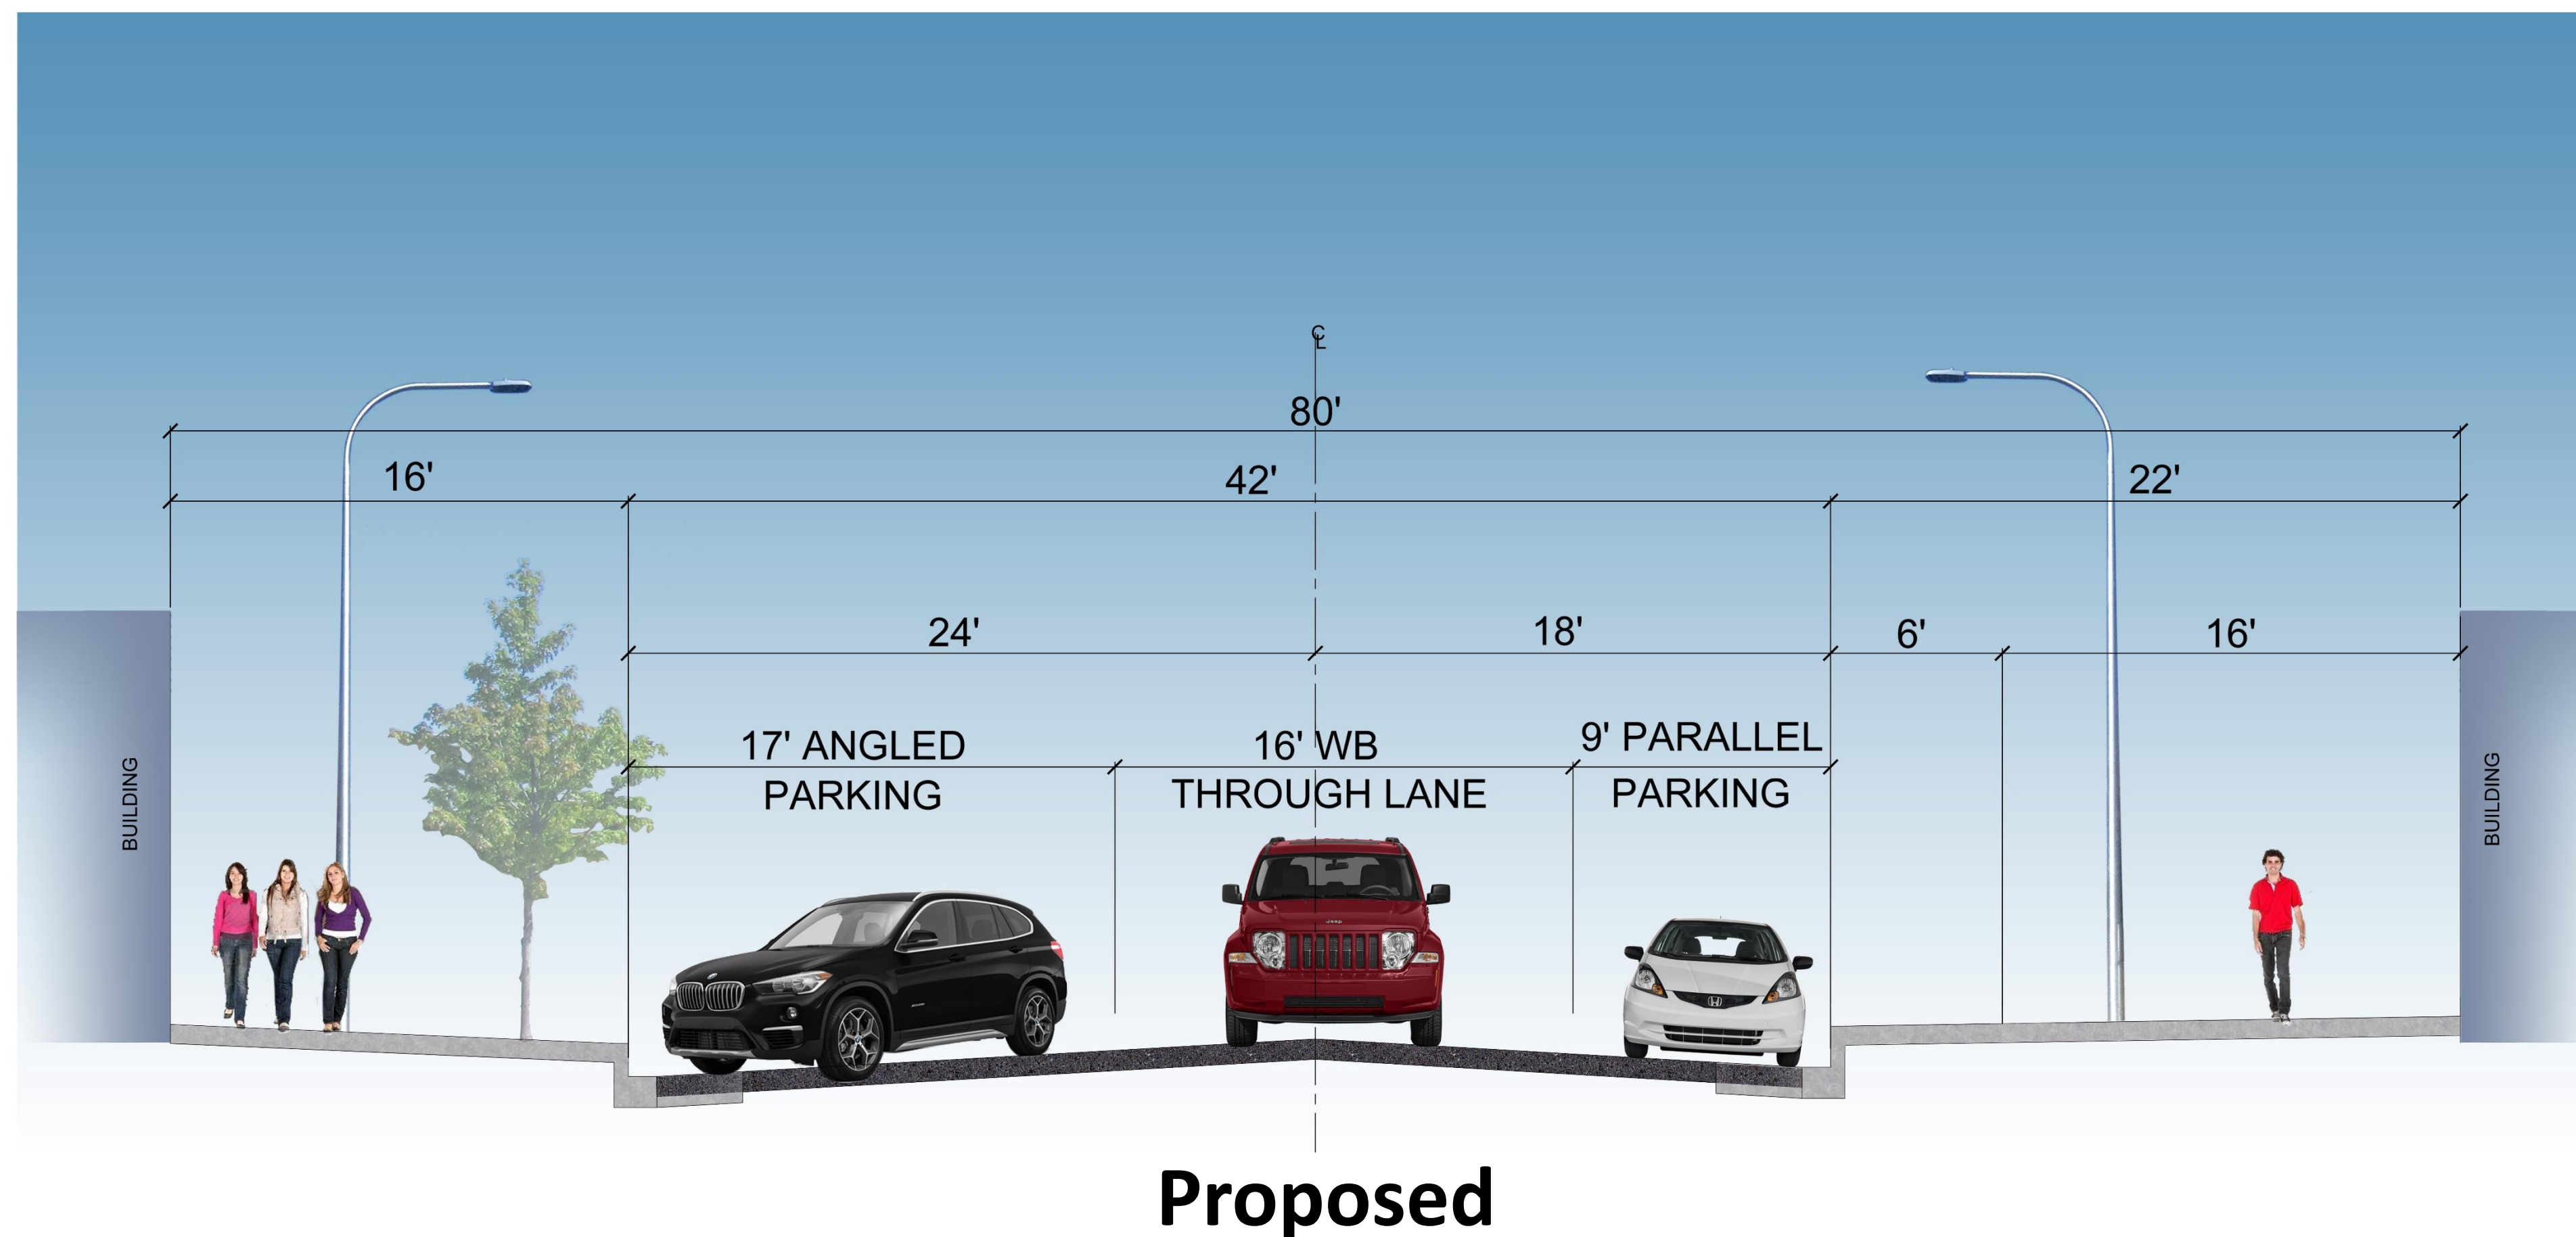 ℄
80'
16'
42'
22'
24'
18'
6'
16'
17' ANGLED
PARKING
16' WB
THROUGH LANE
9' PARALLEL
PARKING
BUILDING
BUILDING
Jeep
Proposed